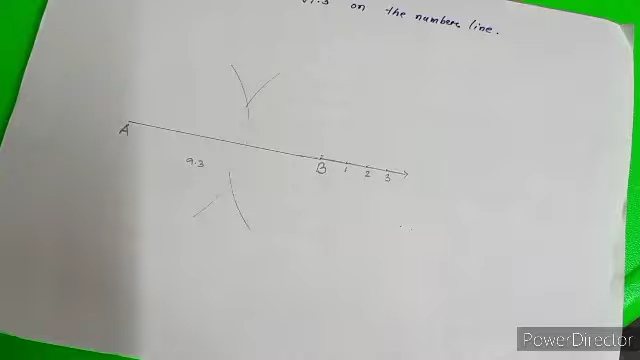 on the number line.
A
9.3
B 1 2 3
PowerDirector